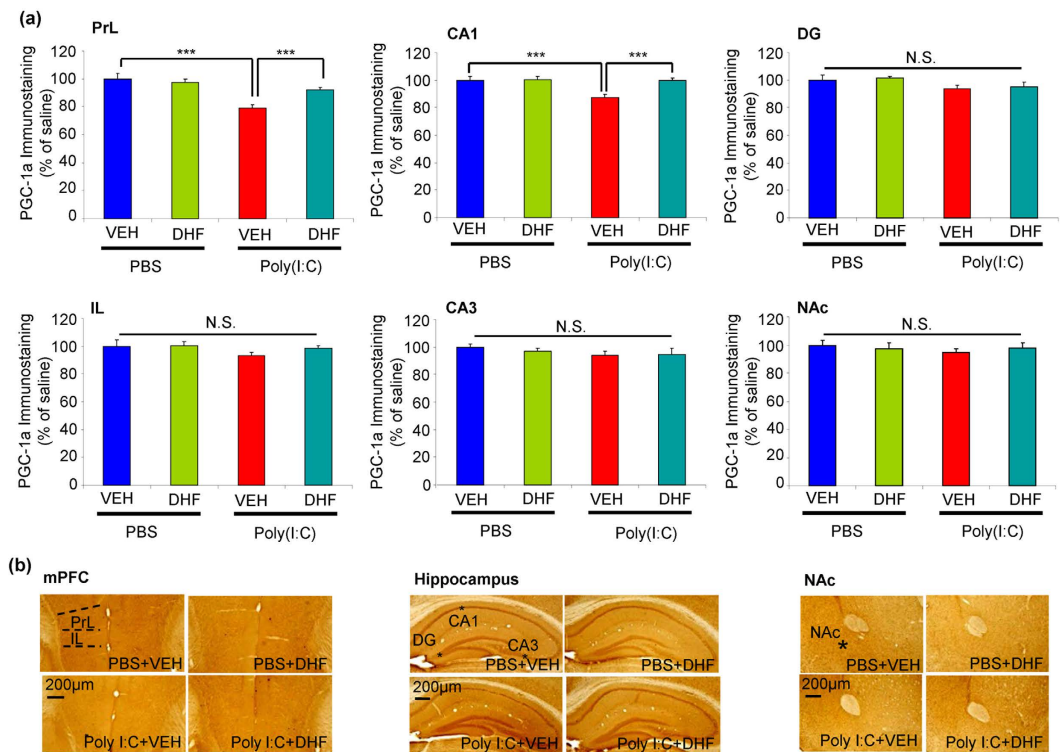 (a)
PrL
PGC-1a Immunostaining
(% of saline)
120
100
80
60
40
20
0
***
***
VEH
DHF
VEH
DHF
PBS
Poly(I:C)
CA1
PGC-1a Immunostaining
(% of saline)
120
100
80
60
40
20
0
***
***
VEH
DHF
VEH
DHF
PBS
Poly(I:C)
DG
PGC-1a Immunostaining
(% of saline)
120
100
80
60
40
20
0
N.S.
VEH
DHF
VEH
DHF
PBS
Poly(I:C)
IL
PGC-1a Immunostaining
(% of saline)
120
100
80
60
40
20
0
N.S.
VEH
DHF
VEH
DHF
PBS
Poly(I:C)
CA3
PGC-1a Immunostaining
(% of saline)
120
100
80
60
40
20
0
N.S.
VEH
DHF
VEH
DHF
PBS
Poly(I:C)
NAc
PGC-1a Immunostaining
(% of saline)
120
100
80
60
40
20
0
N.S.
VEH
DHF
VEH
DHF
PBS
Poly(I:C)
(b)
mPFC
PrL
IL
PBS+VEH
PBS+DHF
200µm
Poly I:C+VEH
Poly I:C+DHF
Hippocampus
* CA1
DG
*
CA3
*
PBS+VEH
PBS+DHF
200µm
Poly I:C+VEH
Poly I:C+DHF
NAc
NAc
*
PBS+VEH
PBS+DHF
200µm
Poly I:C+VEH
Poly I:C+DHF